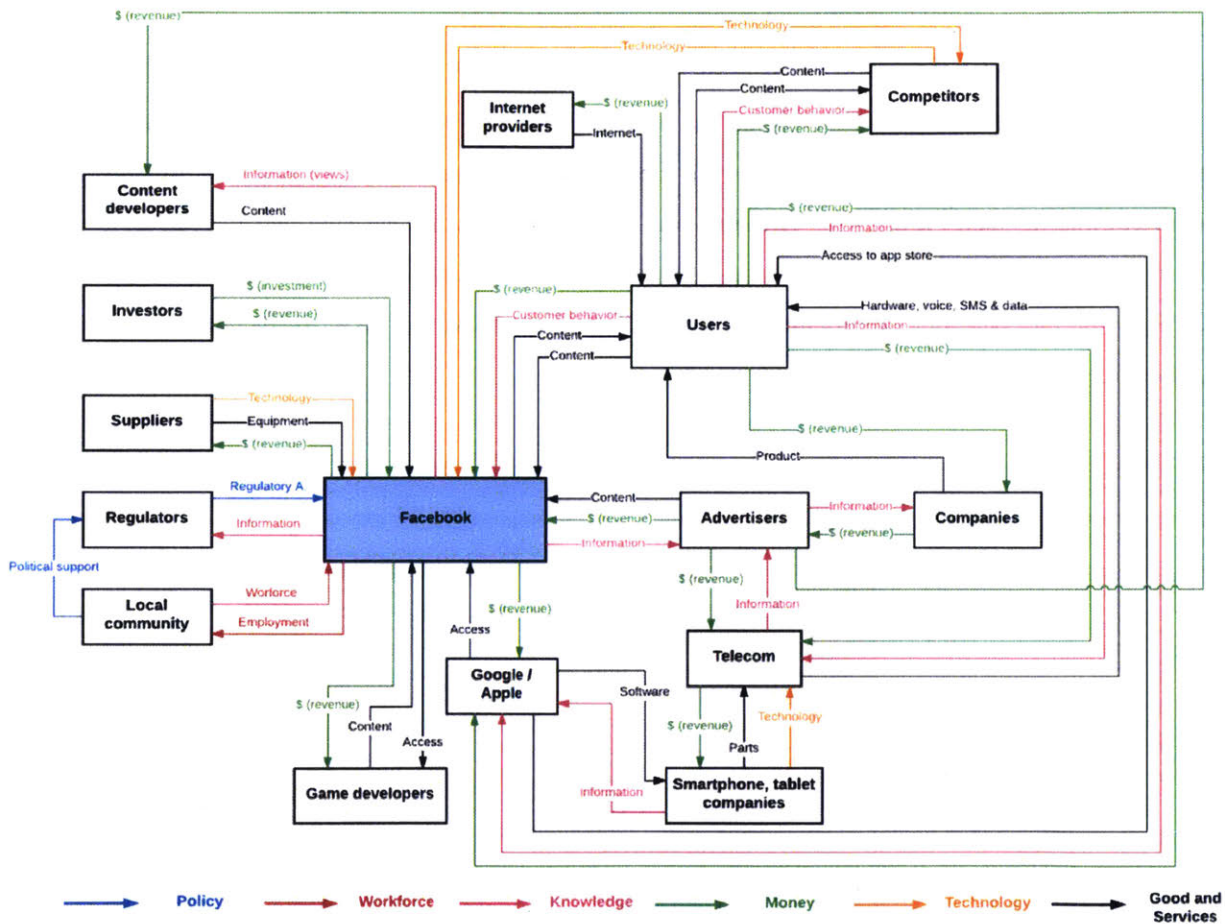 $ (revenue)
Technology
Technology
Content
Content
Competitors
Internet
providers
$ (revenue)
Internet
Customer behavior
$ (revenue)
Content
developers
Information (views)
Content
$ (revenue)
Information
Access to app store
Investors
$ (investment)
$ (revenue)
$ (revenue)
Customer behavior
Content
Content
Users
Hardware, voice, SMS & data
Information
$ (revenue)
Suppliers
Technology
Equipment
$ (revenue)
$ (revenue)
Product
Regulators
Regulatory A.
Information
Facebook
Content
$ (revenue)
Information
Advertisers
Information
$ (revenue)
Companies
Political support
Local
community
Worforce
Employment
$ (revenue)
Access
$ (revenue)
Information
Google /
Apple
Telecom
Software
$ (revenue)
Content
Access
$ (revenue)
Parts
Technology
Game developers
Information
Smartphone, tablet
companies
Policy
Workforce
Knowledge
Money
Technology
Good and
Services